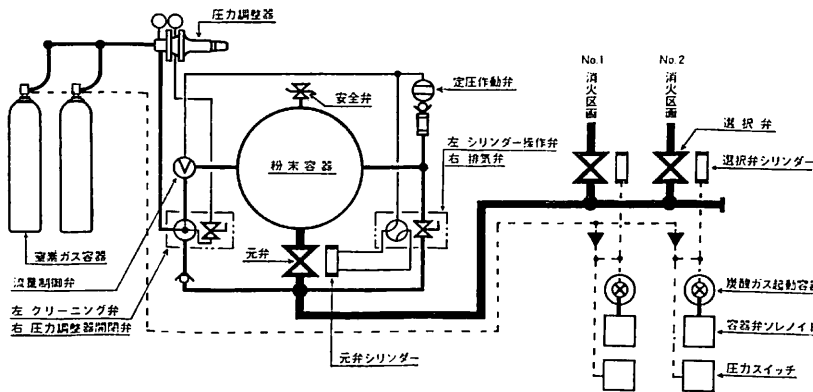 圧力調整器
No.1
消火区画
No.2
消火区画
定圧作動弁
安全弁
選択弁
左 シリンダー操作弁
右 排気弁
選択弁シリンダー
粉末容器
窒素ガス容器
元弁
流量制御弁
炭酸ガス起動容器
左 クリーニング弁
右 圧力調整器開閉弁
容器弁ソレノイド
元弁シリンダー
圧力スイッチ